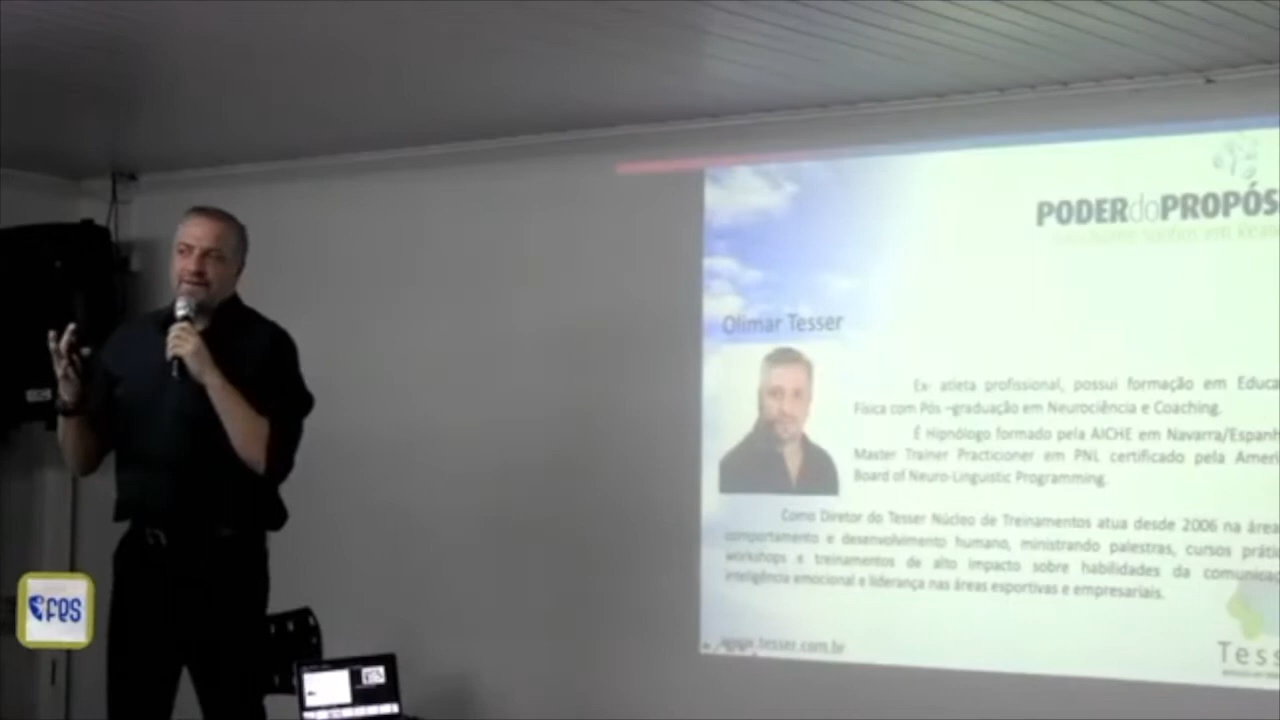 PODERdoPROPÓS
Olimar Tesser
Ex- atleta profissional, possui formação em Educa
Física com Pós –graduação em Neurociência e Coaching.
É Hipnólogo formado pela AICHE em Navarra/Espanh
Master Trainer Practicioner em PNL certificado pela Ameri
Board of Neuro-Linguistic Programming.
Como Diretor do Tesser Núcleo de Treinamentos atua desde 2006 na área
comportamento e desenvolvimento humano, ministrando palestras, cursos práti
workshops e treinamentos de alto impacto sobre habilidades da comunicaç
inteligência emocional e liderança nas áreas esportivas e empresariais.
www.tesser.com.br
Tess
fes